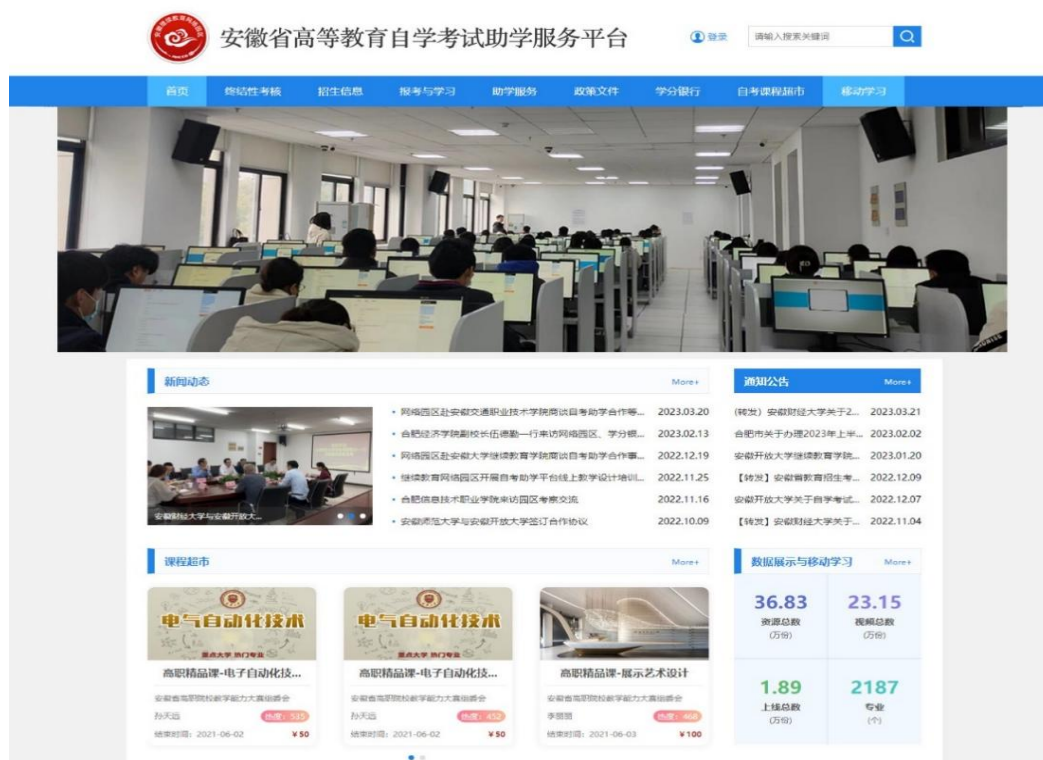 安徽省高等教育自学考试助学服务平台
登录
请输入搜索关键词
首页 终结性考核 招生信息 报考与学习 助学服务 政策文件 学分银行 自考课程超市 移动学习
新闻动态 More+
网络园区赴安徽交通职业技术学院商谈自考助学合作等... 2023.03.20
合肥经济学院副校长伍德勤一行来访网络园区、学分银... 2023.02.13
网络园区赴安徽大学继续教育学院商谈自考助学合作事... 2022.12.19
继续教育网络园区开展自考助学平台线上教学设计培训... 2022.11.25
合肥信息技术职业学院来访园区考察交流 2022.11.16
安徽师范大学与安徽开放大学签订合作协议 2022.10.09
安徽财经大学与安徽开放大...
通知公告 More+
(转发）安徽财经大学关于2... 2023.03.21
合肥市关于办理2023年上半... 2023.02.02
安徽开放大学继续教育学院... 2023.01.20
【转发】安徽省教育招生考... 2022.12.09
安徽开放大学关于自学考试... 2022.12.07
【转发】安徽财经大学关于... 2022.11.04
课程超市 More+
电气自动化技术
重点大学 热门专业
高职精品课-电子自动化技...
安徽省高职院校教学能力大赛组委会
孙天远 热度：535
结束时间：2021-06-02 ¥50
电气自动化技术
重点大学 热门专业
高职精品课-电子自动化技...
安徽省高职院校教学能力大赛组委会
孙天远 热度：452
结束时间：2021-06-02 ¥50
高职精品课-展示艺术设计
安徽省高职院校教学能力大赛组委会
李丽丽 热度：468
结束时间：2021-06-03 ¥100
数据展示与移动学习 More+
36.83
资源总数
(万份)
23.15
视频总数
(万份)
1.89
上线总数
(万份)
2187
专业
(个)